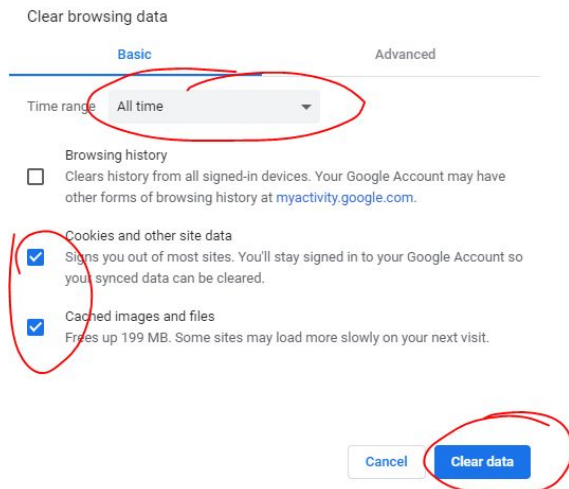 Clear browsing data
Basic Advanced
Time range All time
Browsing history
Clears history from all signed-in devices. Your Google Account may have
other forms of browsing history at myactivity.google.com.
Cookies and other site data
Signs you out of most sites. You'll stay signed in to your Google Account so
your synced data can be cleared.
Cached images and files
Frees up 199 MB. Some sites may load more slowly on your next visit.
Cancel Clear data